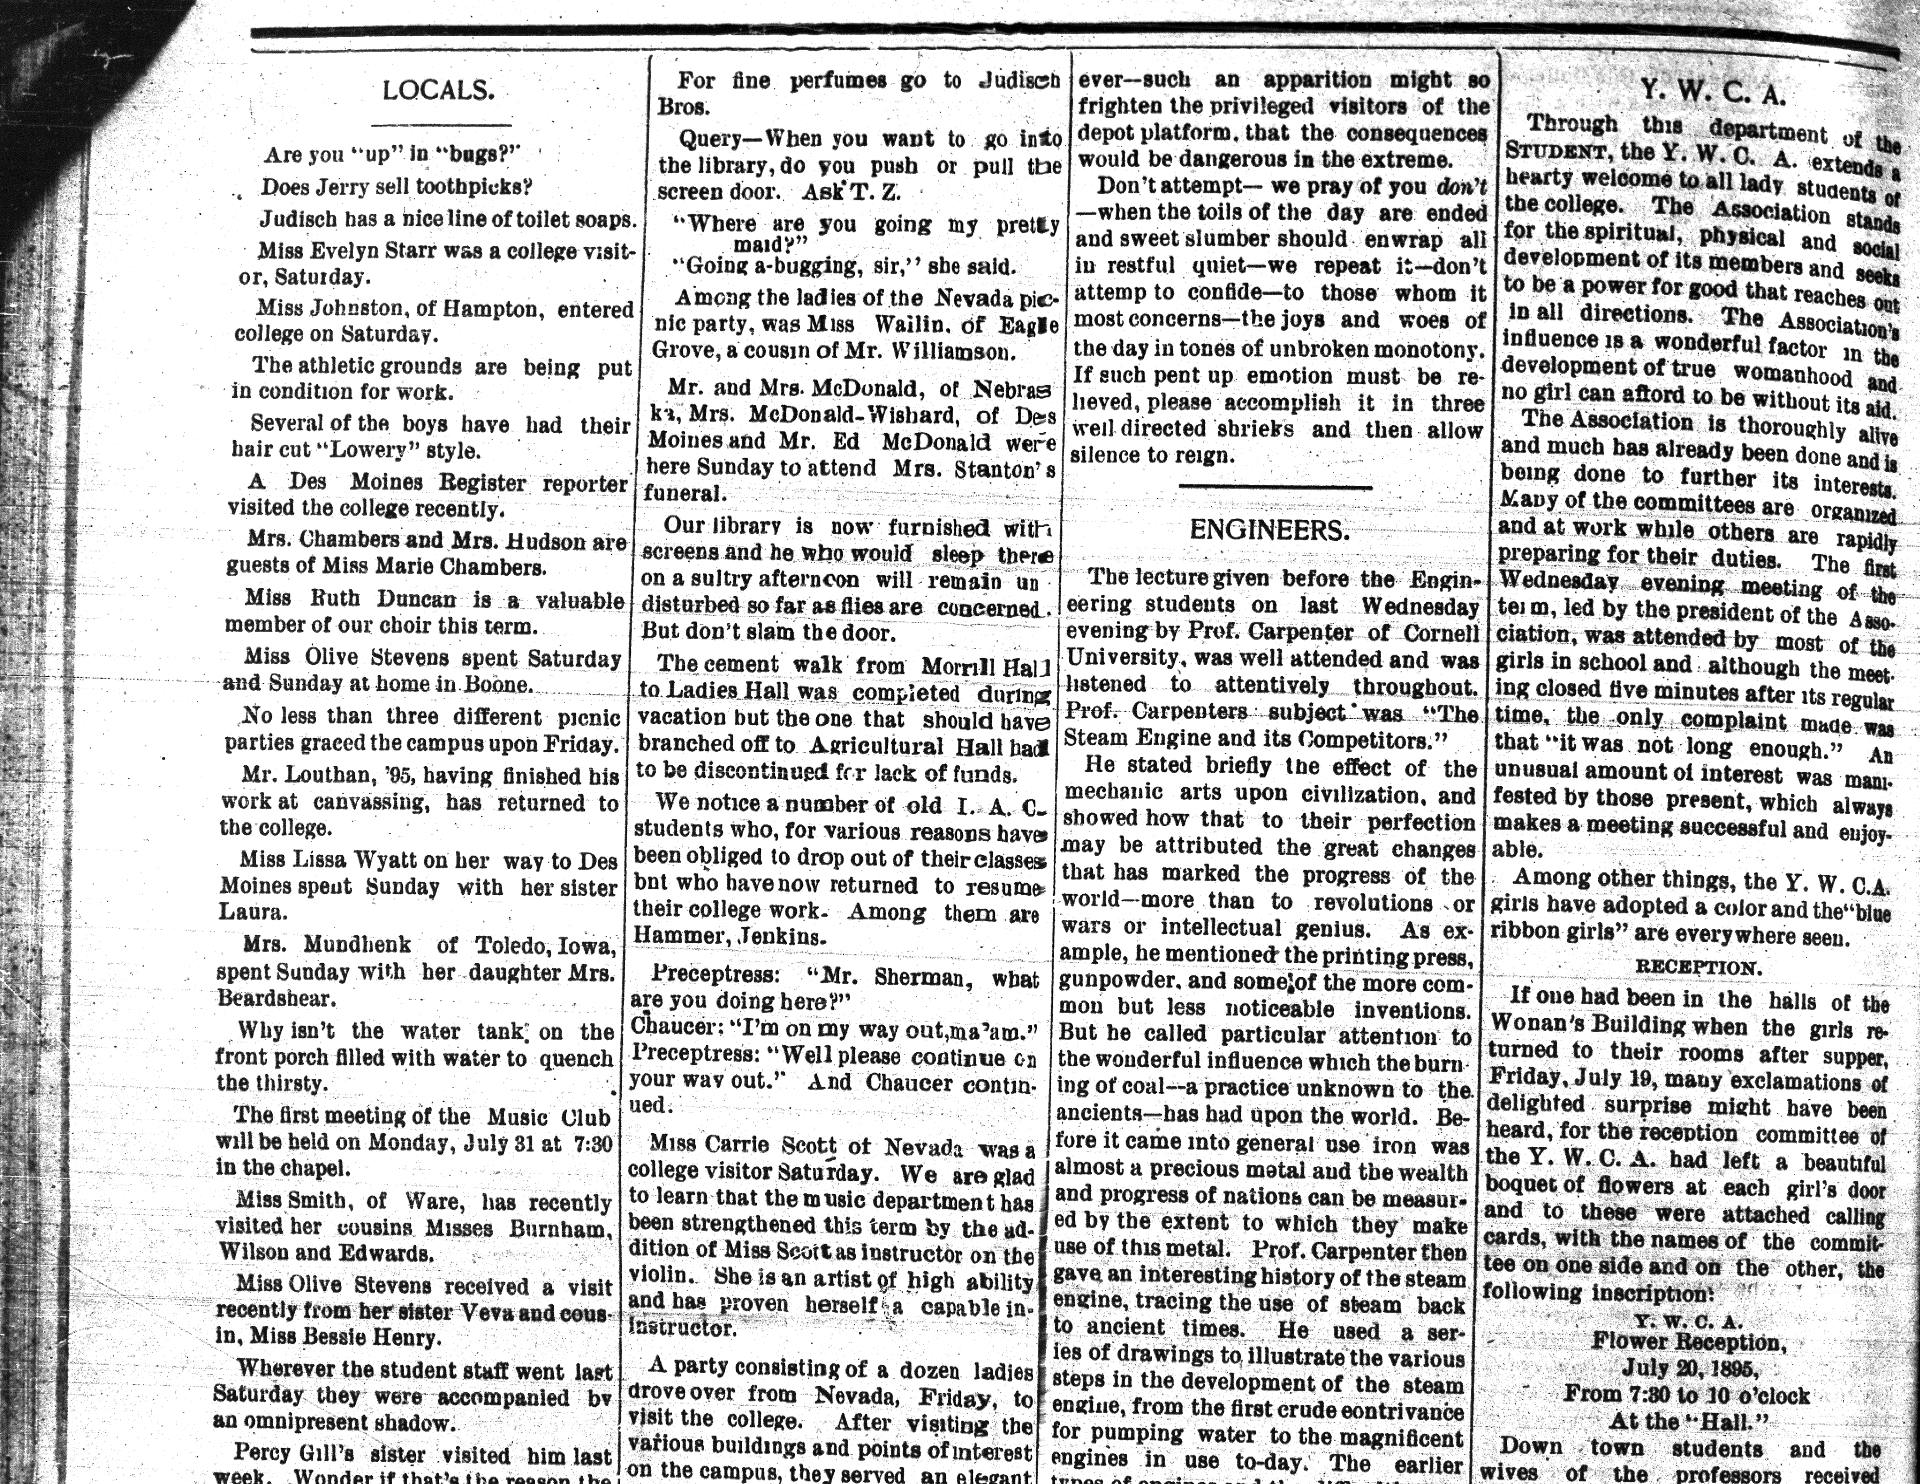 LOCALS.
Are you "up" in "bugs?"
Does Jerry sell toothpicks?
Judisch has a nice line of toilet soaps.
Miss Evelyn Starr was a college visit-
or, Saturday.
Miss Johnston, of Hampton, entered
college on Saturday.
The athletic grounds are being put
in condition for work.
Several of the boys have had their
hair cut "Lowery" style.
A Des Moines Register reporter
visited the college recently.
Mrs. Chambers and Mrs. Hudson are
guests of Miss Marie Chambers.
Miss Ruth Duncan is a valuable
member of our choir this term.
Miss Olive Stevens spent Saturday
and Sunday at home in Boone.
No less than three different picnic
parties graced the campus upon Friday.
Mr. Louthan, '95, having finished his
work at canvassing, has returned to
the college.
Miss Lissa Wyatt on her way to Des
Moines spent Sunday with her sister
Laura.
Mrs. Mundhenk of Toledo, Iowa,
spent Sunday with her daughter Mrs.
Beardshear.
Why isn't the water tank on the
front porch filled with water to quench
the thirsty.
The first meeting of the Music Club
will be held on Monday, July 31 at 7:30
in the chapel.
Miss Smith, of Ware, has recently
visited her cousins Misses Burnham,
Wilson and Edwards.
Miss Olive Stevens received a visit
recently from her sister Veva and cous-
in, Miss Bessie Henry.
Wherever the student staff went last
Saturday they were accompanied by
an omnipresent shadow.
Percy Gill's sister visited him last
week. Wonder if that's the reason the
For fine perfumes go to Judisch
Bros.
Query—When you want to go into
the library, do you push or pull the
screen door. Ask T. Z.
"Where are you going my pretty
maid?"
"Going a-bugging, sir," she said.
Among the ladies of the Nevada pic-
nic party, was Miss Wailin, of Eagle
Grove, a cousin of Mr. Williamson.
Mr. and Mrs. McDonald, of Nebras
ka, Mrs. McDonald-Wishard, of Des
Moines and Mr. Ed McDonald were
here Sunday to attend Mrs. Stanton's
funeral.
Our library is now furnished with
screens and he who would sleep there
on a sultry afternoon will remain un
disturbed so far as flies are concerned.
But don't slam the door.
The cement walk from Morrill Hall
to Ladies Hall was completed during
vacation but the one that should have
branched off to Agricultural Hall had
to be discontinued for lack of funds.
We notice a number of old I. A. C.
students who, for various reasons have
been obliged to drop out of their classes
bnt who have now returned to resume
their college work. Among them are
Hammer, Jenkins.
Preceptress: "Mr. Sherman, what
are you doing here?"
Chaucer: "I'm on my way out, ma'am."
Preceptress: "Well please continue on
your way out." And Chaucer contin-
ued.
Miss Carrie Scott of Nevada was a
college visitor Saturday. We are glad
to learn that the music department has
been strengthened this term by the ad-
dition of Miss Scott as instructor on the
violin. She is an artist of high ability
and has proven herself a capable in-
instructor.
A party consisting of a dozen ladies
drove over from Nevada, Friday, to
visit the college. After visiting the
various buildings and points of interest
on the campus, they served an elegant
ever—such an apparition might so
frighten the privileged visitors of the
depot platform, that the consequences
would be dangerous in the extreme.
Don't attempt— we pray of you don't
—when the toils of the day are ended
and sweet slumber should enwrap all
in restful quiet—we repeat it—don't
attemp to confide—to those whom it
most concerns—the joys and woes of
the day in tones of unbroken monotony.
If such pent up emotion must be re-
lieved, please accomplish it in three
well directed shrieks and then allow
silence to reign.
ENGINEERS.
The lecture given before the Engin-
eering students on last Wednesday
evening by Prof. Carpenter of Cornell
University, was well attended and was
listened to attentively throughout.
Prof. Carpenters subject was "The
Steam Engine and its Competitors."
He stated briefly the effect of the
mechanic arts upon civilization, and
showed how that to their perfection
may be attributed the great changes
that has marked the progress of the
world—more than to revolutions or
wars or intellectual genius. As ex-
ample, he mentioned the printing press,
gunpowder, and some of the more com-
mon but less noticeable inventions.
But he called particular attention to
the wonderful influence which the burn-
ing of coal—a practice unknown to the
ancients—has had upon the world. Be-
fore it came into general use iron was
almost a precious metal and the wealth
and progress of nations can be measur-
ed by the extent to which they make
use of this metal. Prof. Carpenter then
gave an interesting history of the steam
engine, tracing the use of steam back
to ancient times. He used a ser-
ies of drawings to illustrate the various
steps in the development of the steam
engine, from the first crude eontrivance
for pumping water to the magnificent
engines in use to-day. The earlier
types of engines and the
Y. W. C. A.
Through this department of the
STUDENT, the Y. W. C. A. extends a
hearty welcome to all lady students of
the college. The Association stands
for the spiritual, physical and social
development of its members and seeks
to be a power for good that reaches out
in all directions. The Association's
influence is a wonderful factor in the
development of true womanhood and
no girl can afford to be without its aid.
The Association is thoroughly alive
and much has already been done and is
being done to further its interests.
Many of the committees are organized
and at work while others are rapidly
preparing for their duties. The first
Wednesday evening meeting of the
term, led by the president of the Asso-
ciation, was attended by most of the
girls in school and although the meet-
ing closed five minutes after its regular
time, the only complaint made was
that "it was not long enough." An
unusual amount of interest was mani-
fested by those present, which always
makes a meeting successful and enjoy-
able.
Among other things, the Y. W. C.A.
girls have adopted a color and the "blue
ribbon girls" are everywhere seen.
RECEPTION.
If one had been in the halls of the
Wonan's Building when the girls re-
turned to their rooms after supper,
Friday, July 19, many exclamations of
delighted surprise might have been
heard, for the reception committee of
the Y. W. C. A. had left a beautiful
boquet of flowers at each girl's door
and to these were attached calling
cards, with the names of the commit-
tee on one side and on the other, the
following inscription:
Y. W. C. A.
Flower Reception,
July 20, 1895,
From 7:30 to 10 o'clock
At the "Hall."
Down town students and the
wives of the professors received